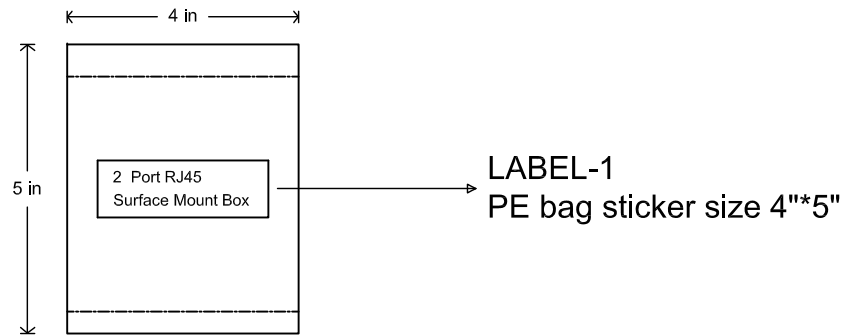 4 in
5 in
2 Port RJ45
Surface Mount Box
LABEL-1
PE bag sticker size 4"*5"